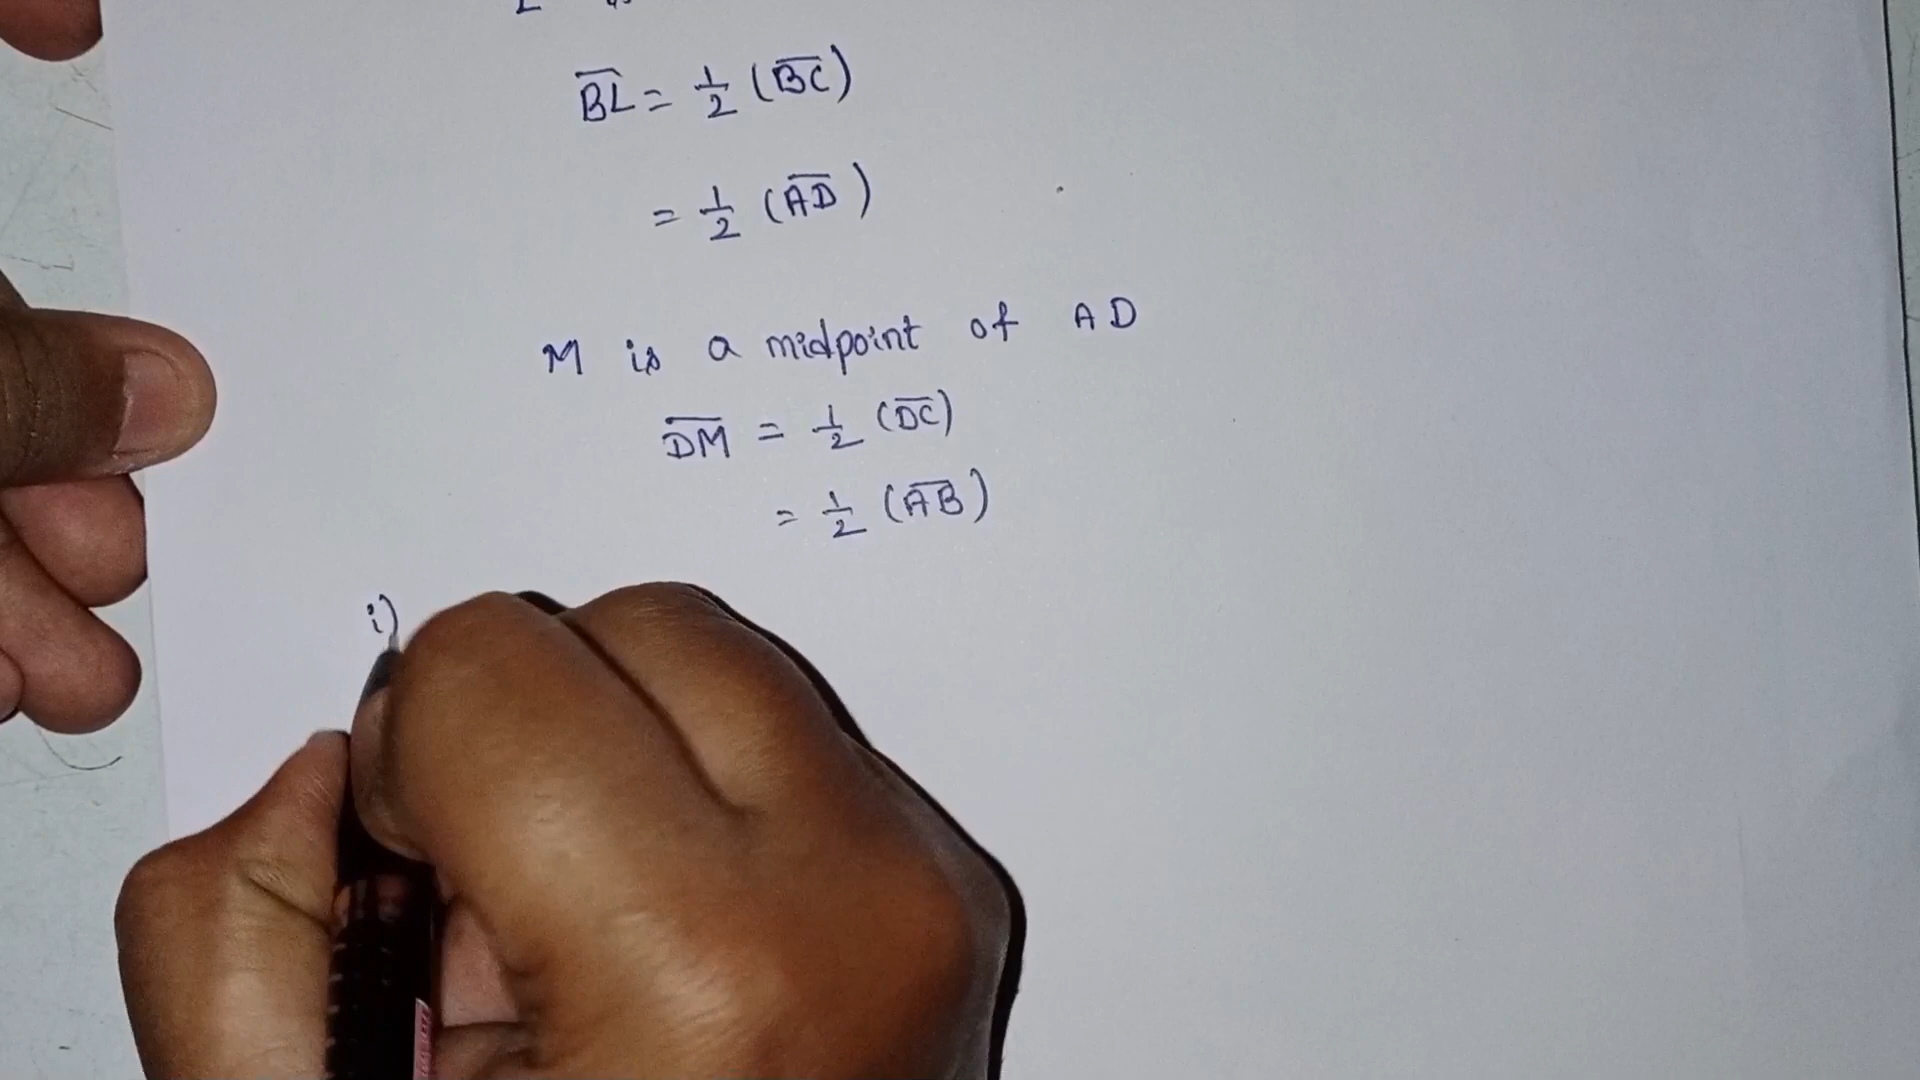 BL = 1/2 (BC)
= 1/2 (AD)
M is a midpoint of AD
DM = 1/2 (DC)
= 1/2 (AB)
i)